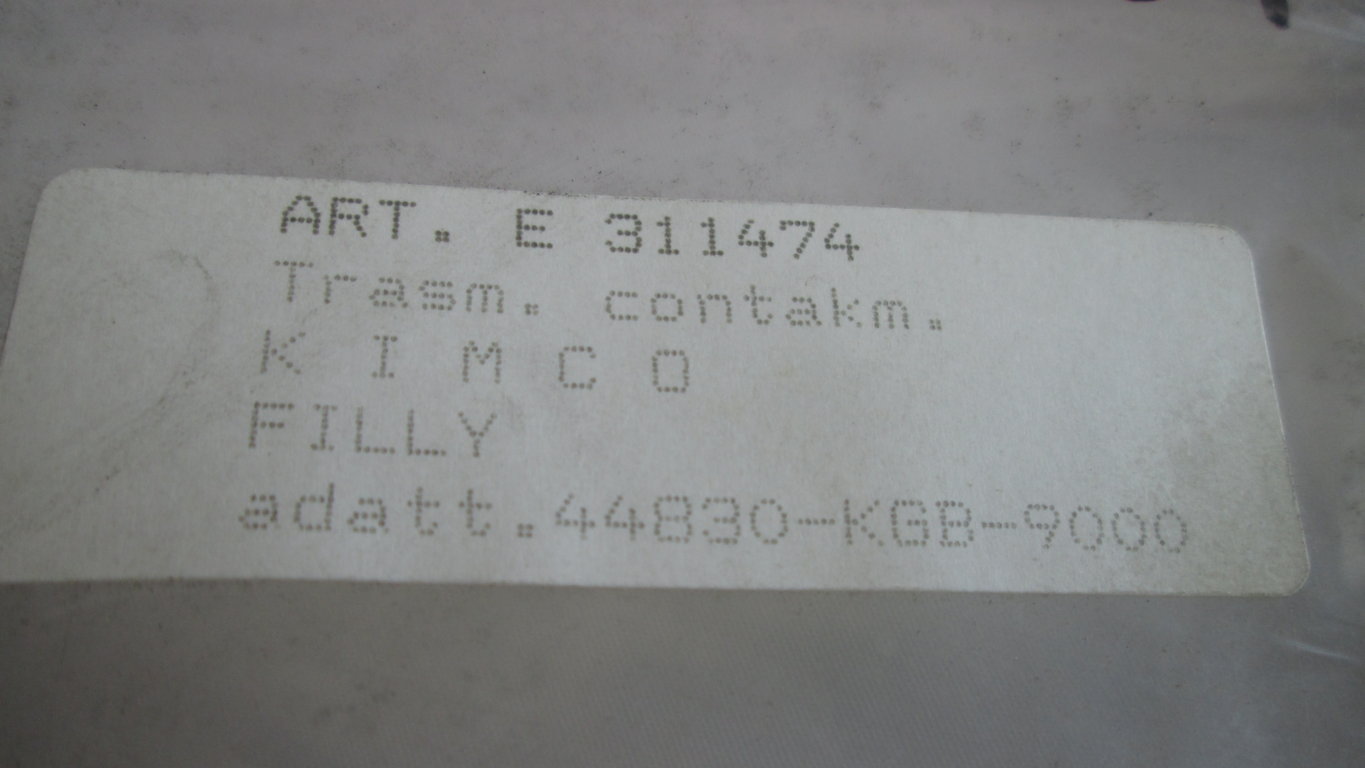 ART. E 311474
Trasm. contakm.
K I M C O
FILLY
adatt.44830-KGB-9000